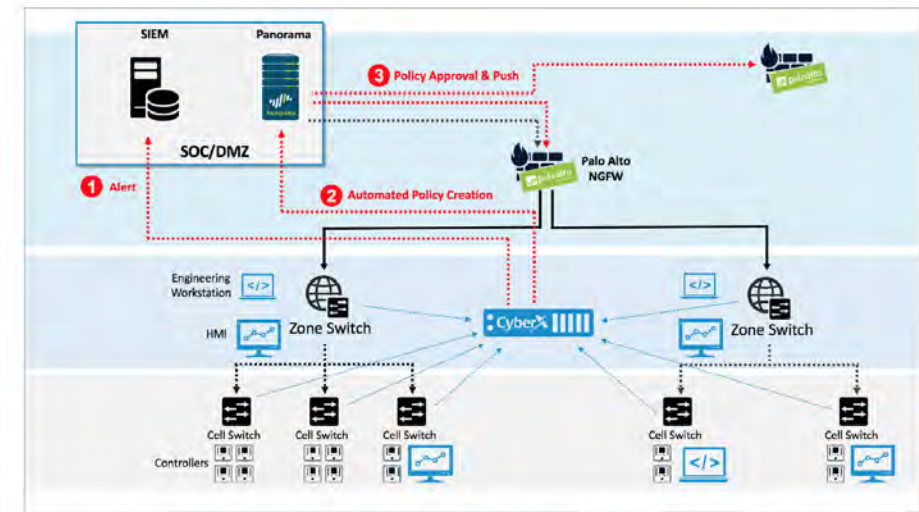 SIEM
Panorama
3 Policy Approval & Push
paloalto
SOC/DMZ
paloalto
Palo Alto
NGFW
1 Alert
2 Automated Policy Creation
Engineering
Workstation
</>
</>
CyberX
Zone Switch
Zone Switch
HMI
Cell Switch
Cell Switch
Cell Switch
Cell Switch
Cell Switch
Controllers
</>